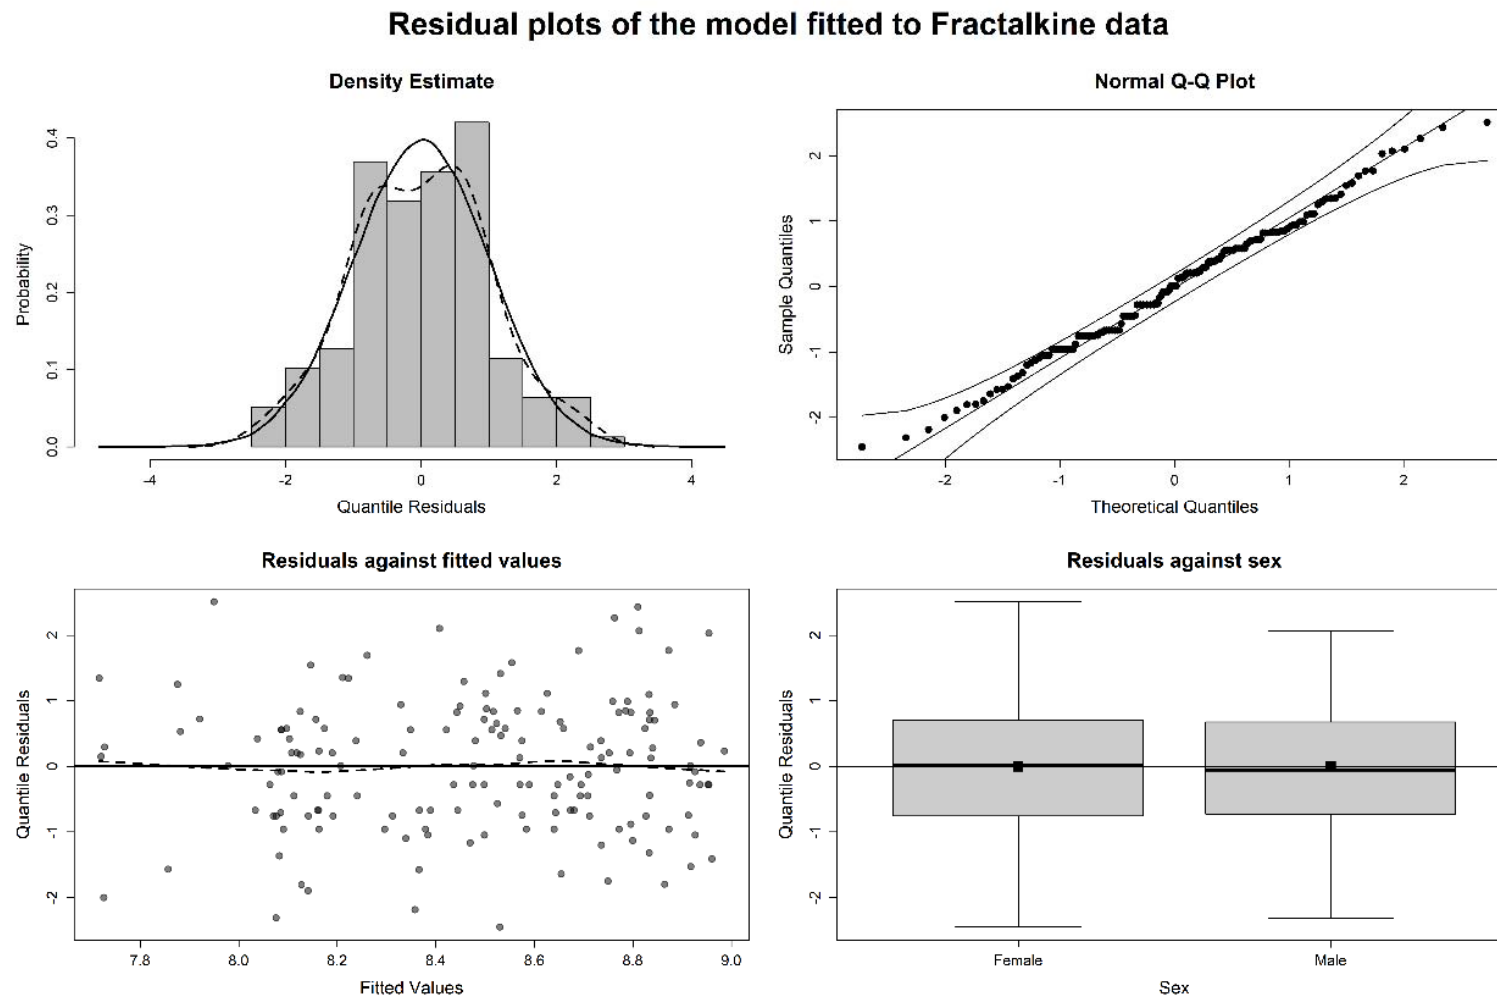 Residual plots of the model fitted to Fractalkine data
Density Estimate
Probability
0.0 0.1 0.2 0.3 0.4
-4 -2 0 2 4
Quantile Residuals
Normal Q-Q Plot
Sample Quantiles
-2 -1 0 1 2
-2 -1 0 1 2
Theoretical Quantiles
Residuals against fitted values
Quantile Residuals
-2 -1 0 1 2
7.8 8.0 8.2 8.4 8.6 8.8 9.0
Fitted Values
Residuals against sex
Quantile Residuals
-2 -1 0 1 2
Female Male
Sex